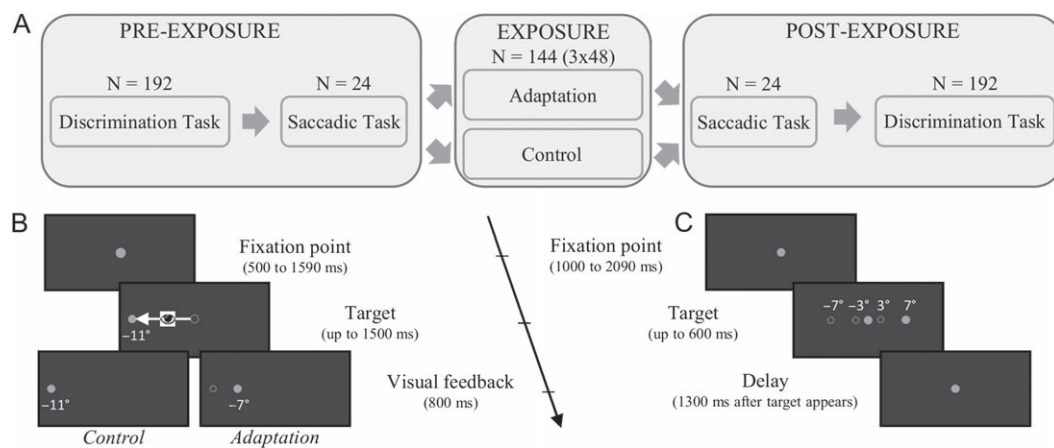 A
PRE-EXPOSURE
N = 192
Discrimination Task
N = 24
Saccadic Task
EXPOSURE
N = 144 (3x48)
Adaptation
Control
POST-EXPOSURE
N = 24
Saccadic Task
N = 192
Discrimination Task
B
Fixation point
(500 to 1590 ms)
−11°
Target
(up to 1500 ms)
−11°
−7°
Visual feedback
(800 ms)
Control
Adaptation
C
Fixation point
(1000 to 2090 ms)
Target
(up to 600 ms)
−7° −3° 3° 7°
Delay
(1300 ms after target appears)